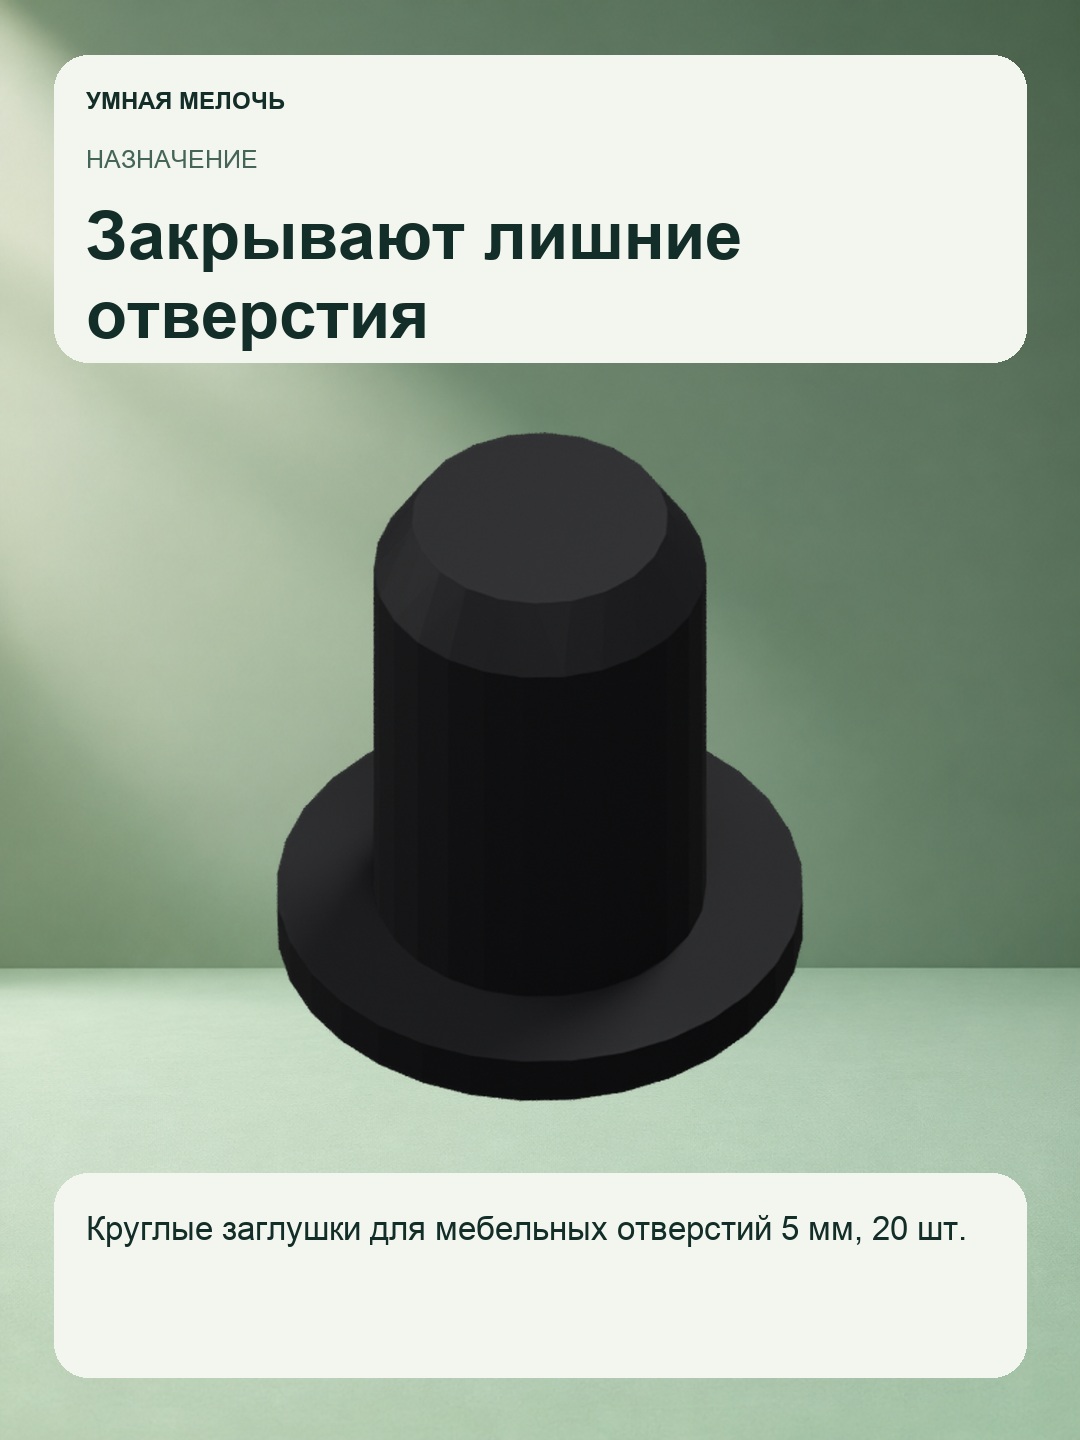 УМНАЯ МЕЛОЧЬ
НАЗНАЧЕНИЕ
Закрывают лишние
отверстия
Круглые заглушки для мебельных отверстий 5 мм, 20 шт.